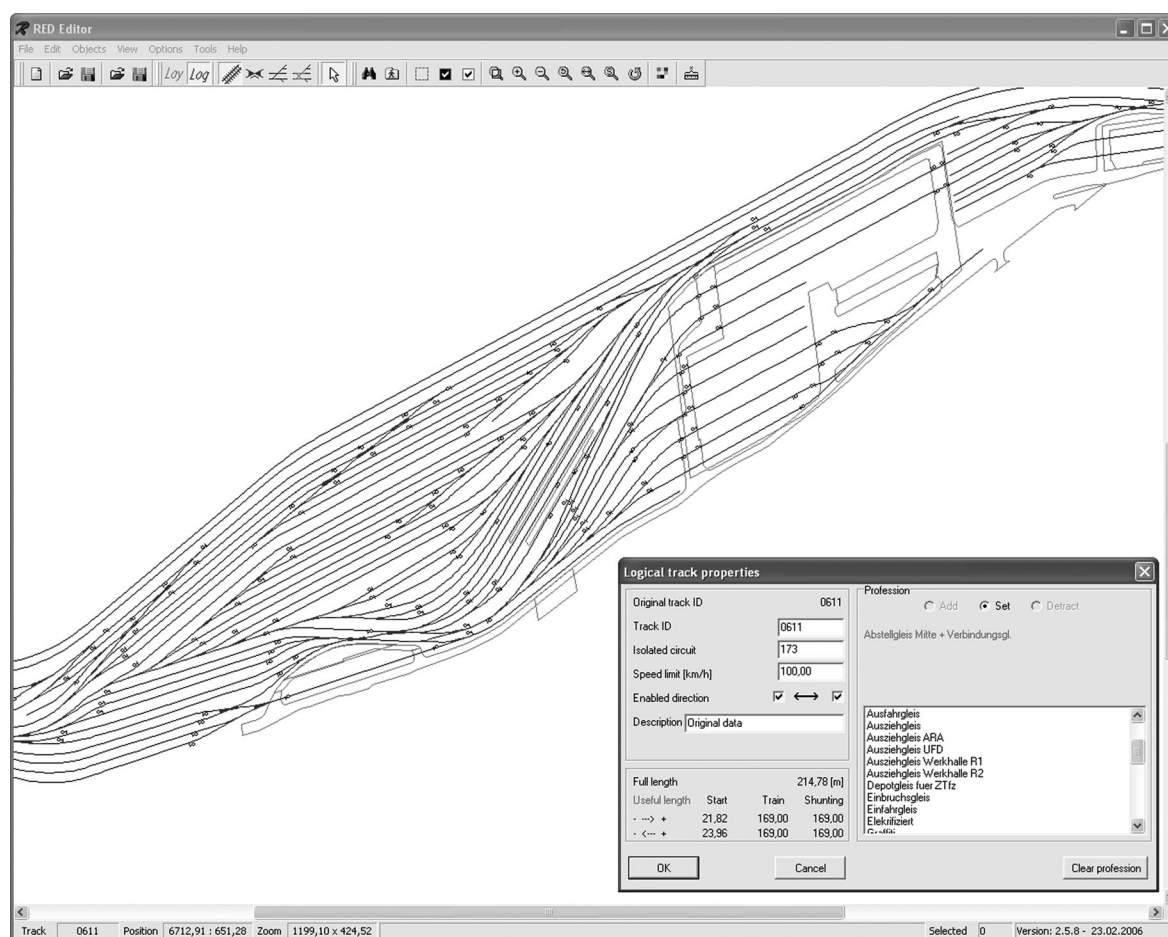 RED Editor
File Edit Objects View Options Tools Help
Lay Log
Logical track properties
Original track ID 0611
Track ID 0611
Isolated circuit 173
Speed limit [km/h] 100,00
Enabled direction
Description Original data
Full length 214,78 [m]
Useful length Start Train Shunting
- ---> + 21,82 169,00 169,00
- <--- + 23,96 169,00 169,00
Profession
Add Set Detract
Abstellgleis Mitte + Verbindungsgl.
Ausfahrgleis
Ausziehgleis
Ausziehgleis ARA
Ausziehgleis UFD
Ausziehgleis Werkhalle R1
Ausziehgleis Werkhalle R2
Depotgleis fuer ZTfz
Einbruchsgleis
Einfahrgleis
Elekrifiziert
Graffiti
OK Cancel Clear profession
Track 0611 Position 6712,91 : 651,28 Zoom 1199,10 x 424,52 Selected 0 Version: 2.5.8 - 23.02.2006